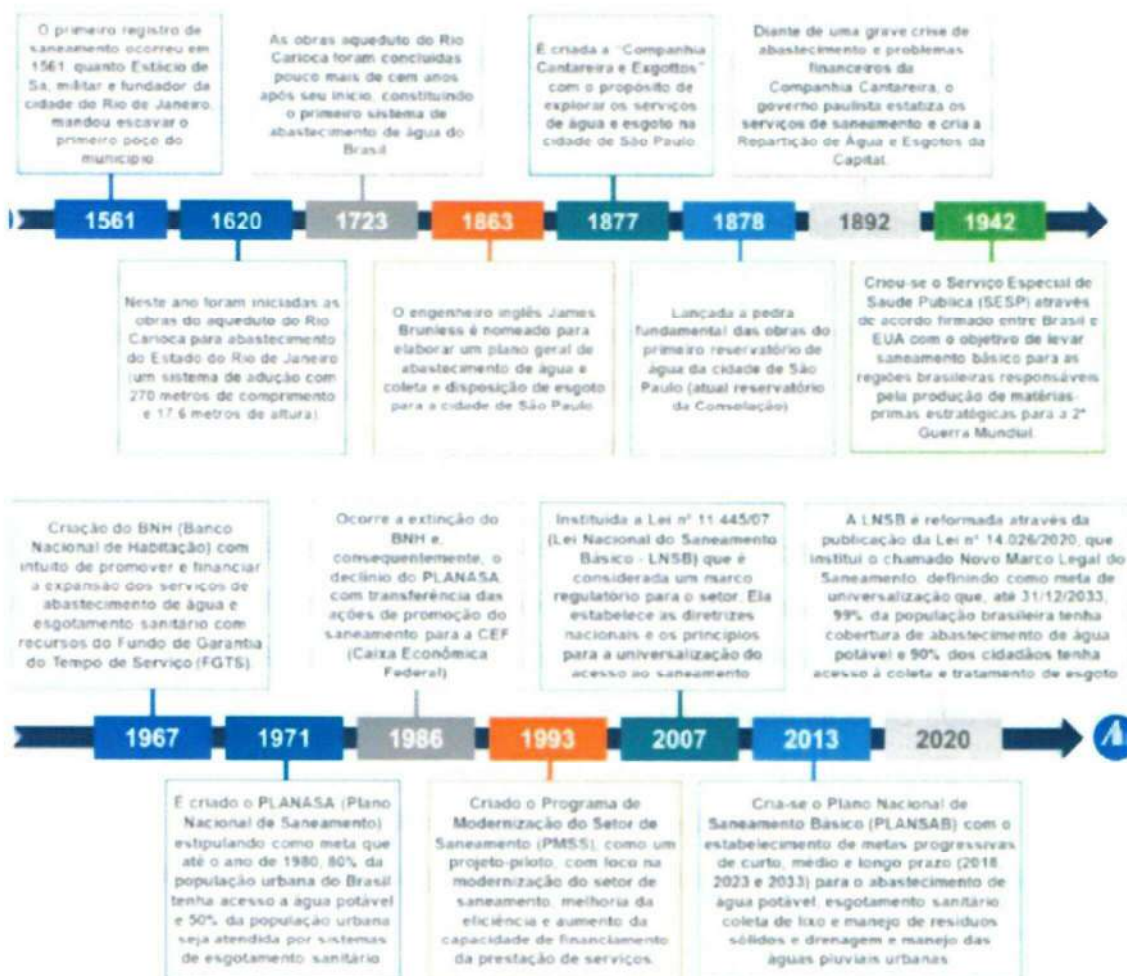 O primeiro registro de
saneamento ocorreu em
1561, quanto Estácio de
Sa, militar e fundador da
cidade do Rio de Janeiro,
mandou escavar o
primeiro poço do
município
As obras aqueduto do Rio
Carioca foram concluídas
pouco mais de cem anos
após seu início, constituindo
o primeiro sistema de
abastecimento de água do
Brasil
É criada a "Companhia
Cantareira e Esgottos"
com o propósito de
explorar os serviços
de água e esgoto na
cidade de São Paulo.
Diante de uma grave crise de
abastecimento e problemas
financeiros da
Companhia Cantareira, o
governo paulista estatiza os
serviços de saneamento e cria a
Repartição de Água e Esgotos da
Capital.
1561
1620
1723
1863
1877
1878
1892
1942
Neste ano foram iniciadas as
obras do aqueduto do Rio
Carioca para abastecimento
do Estado do Rio de Janeiro
(um sistema de adução com
270 metros de comprimento
e 17,6 metros de altura)
O engenheiro inglês James
Brunless é nomeado para
elaborar um plano geral de
abastecimento de água e
coleta e disposição de esgoto
para a cidade de São Paulo
Lançada a pedra
fundamental das obras do
primeiro reservatório de
água da cidade de São
Paulo (atual reservatório
da Consolação)
Criou-se o Serviço Especial de
Saúde Pública (SESP) através
de acordo firmado entre Brasil e
EUA com o objetivo de levar
saneamento básico para as
regiões brasileiras responsáveis
pela produção de matérias-
primas estratégicas para a 2ª
Guerra Mundial
Criação do BNH (Banco
Nacional de Habitação) com
intuito de promover e financiar
a expansão dos serviços de
abastecimento de água e
esgotamento sanitário com
recursos do Fundo de Garantia
do Tempo de Serviço (FGTS).
Ocorre a extinção do
BNH e,
consequentemente, o
declínio do PLANASA,
com transferência das
ações de promoção do
saneamento para a CEF
(Caixa Econômica
Federal)
Instituída a Lei nº 11.445/07
(Lei Nacional do Saneamento
Básico - LNSB) que é
considerada um marco
regulatório para o setor. Ela
estabelece as diretrizes
nacionais e os princípios
para a universalização do
acesso ao saneamento
A LNSB é reformada através da
publicação da Lei nº 14.026/2020, que
institui o chamado Novo Marco Legal do
Saneamento, definindo como meta de
universalização que, até 31/12/2033,
99% da população brasileira tenha
cobertura de abastecimento de água
potável e 90% dos cidadãos tenha
acesso à coleta e tratamento de esgoto
1967
1971
1986
1993
2007
2013
2020
É criado o PLANASA (Plano
Nacional de Saneamento)
estipulando como meta que
até o ano de 1980, 80% da
população urbana do Brasil
tenha acesso a água potável
e 50% da população urbana
seja atendida por sistemas
de esgotamento sanitário
Criado o Programa de
Modernização do Setor de
Saneamento (PMSS), como um
projeto-piloto, com foco na
modernização do setor de
saneamento, melhoria da
eficiência e aumento da
capacidade de financiamento
da prestação de serviços.
Cria-se o Plano Nacional de
Saneamento Básico (PLANSAB) com o
estabelecimento de metas progressivas
de curto, médio e longo prazo (2018
2023 e 2033) para o abastecimento de
água potável, esgotamento sanitário
coleta de lixo e manejo de resíduos
sólidos e drenagem e manejo das
águas pluviais urbanas.